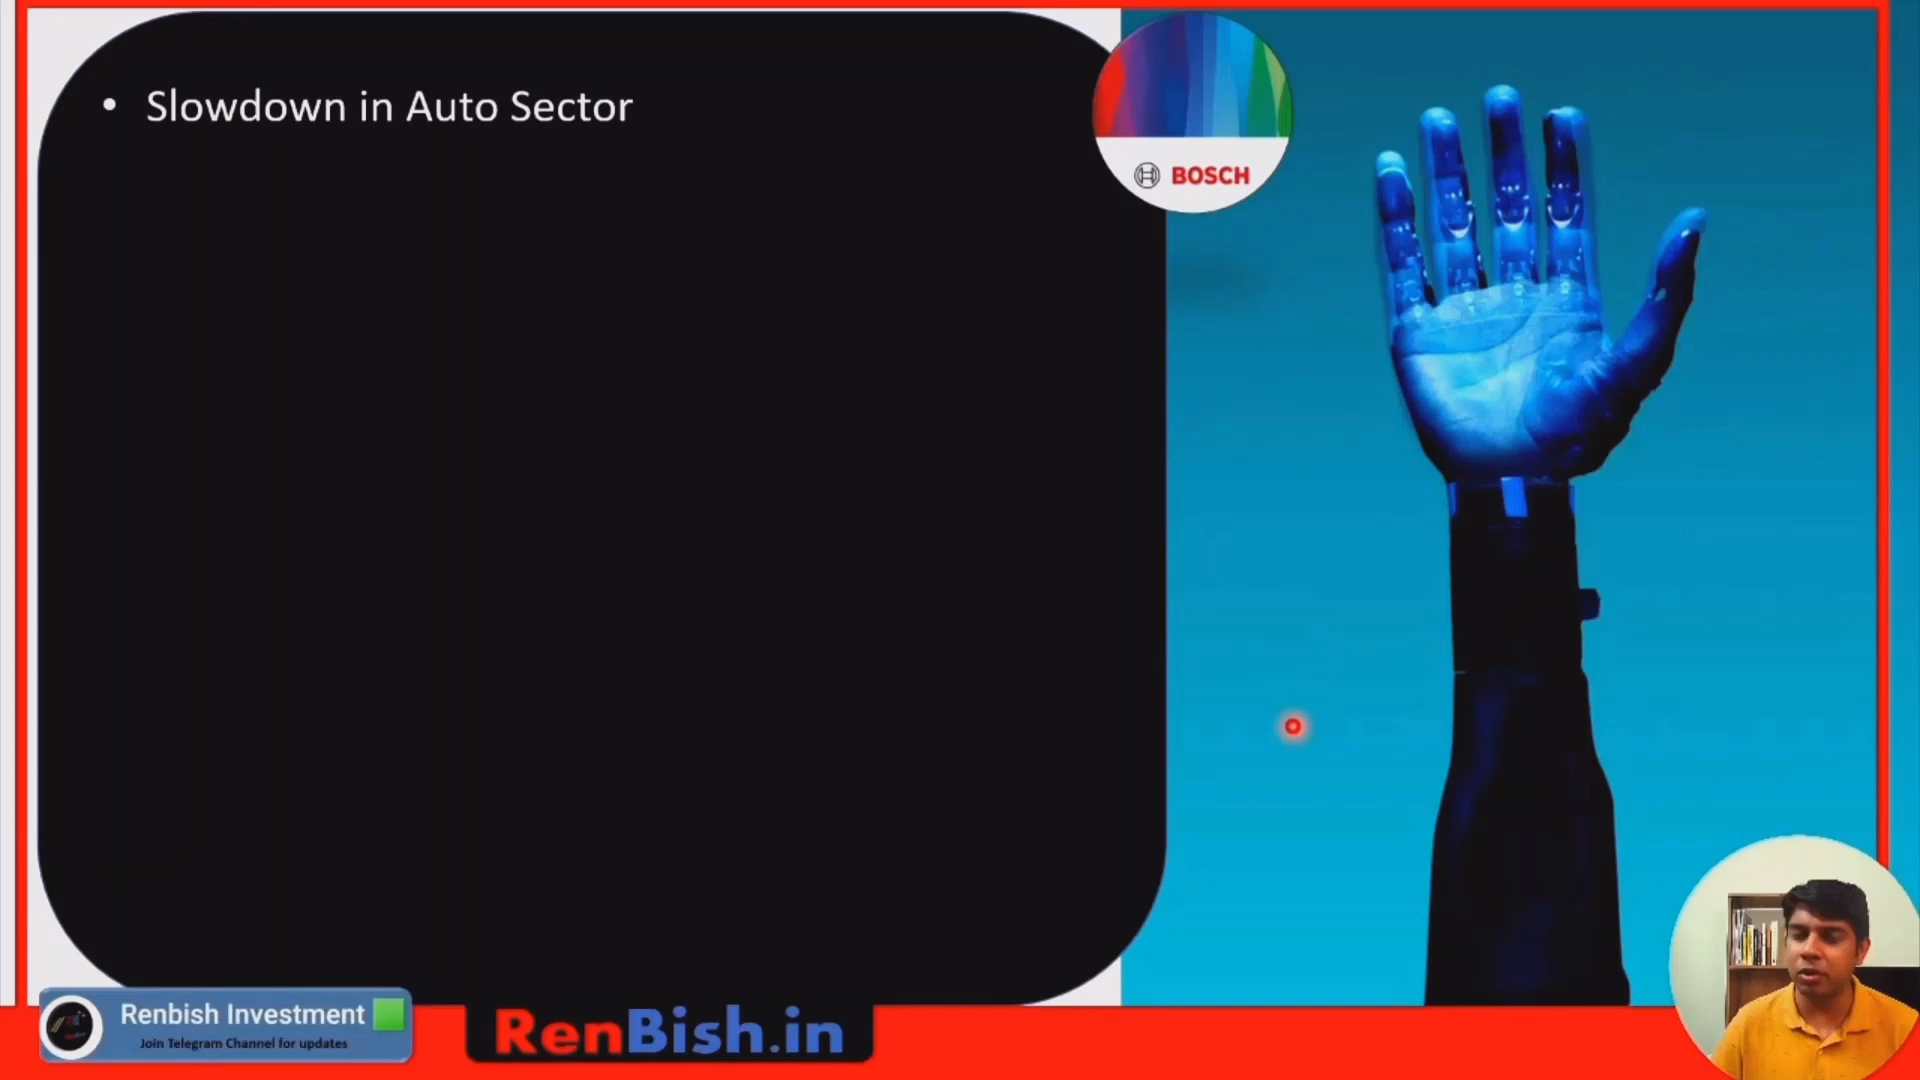 • Slowdown in Auto Sector
BOSCH
Renbish Investment
Join Telegram Channel for updates
RenBish.in